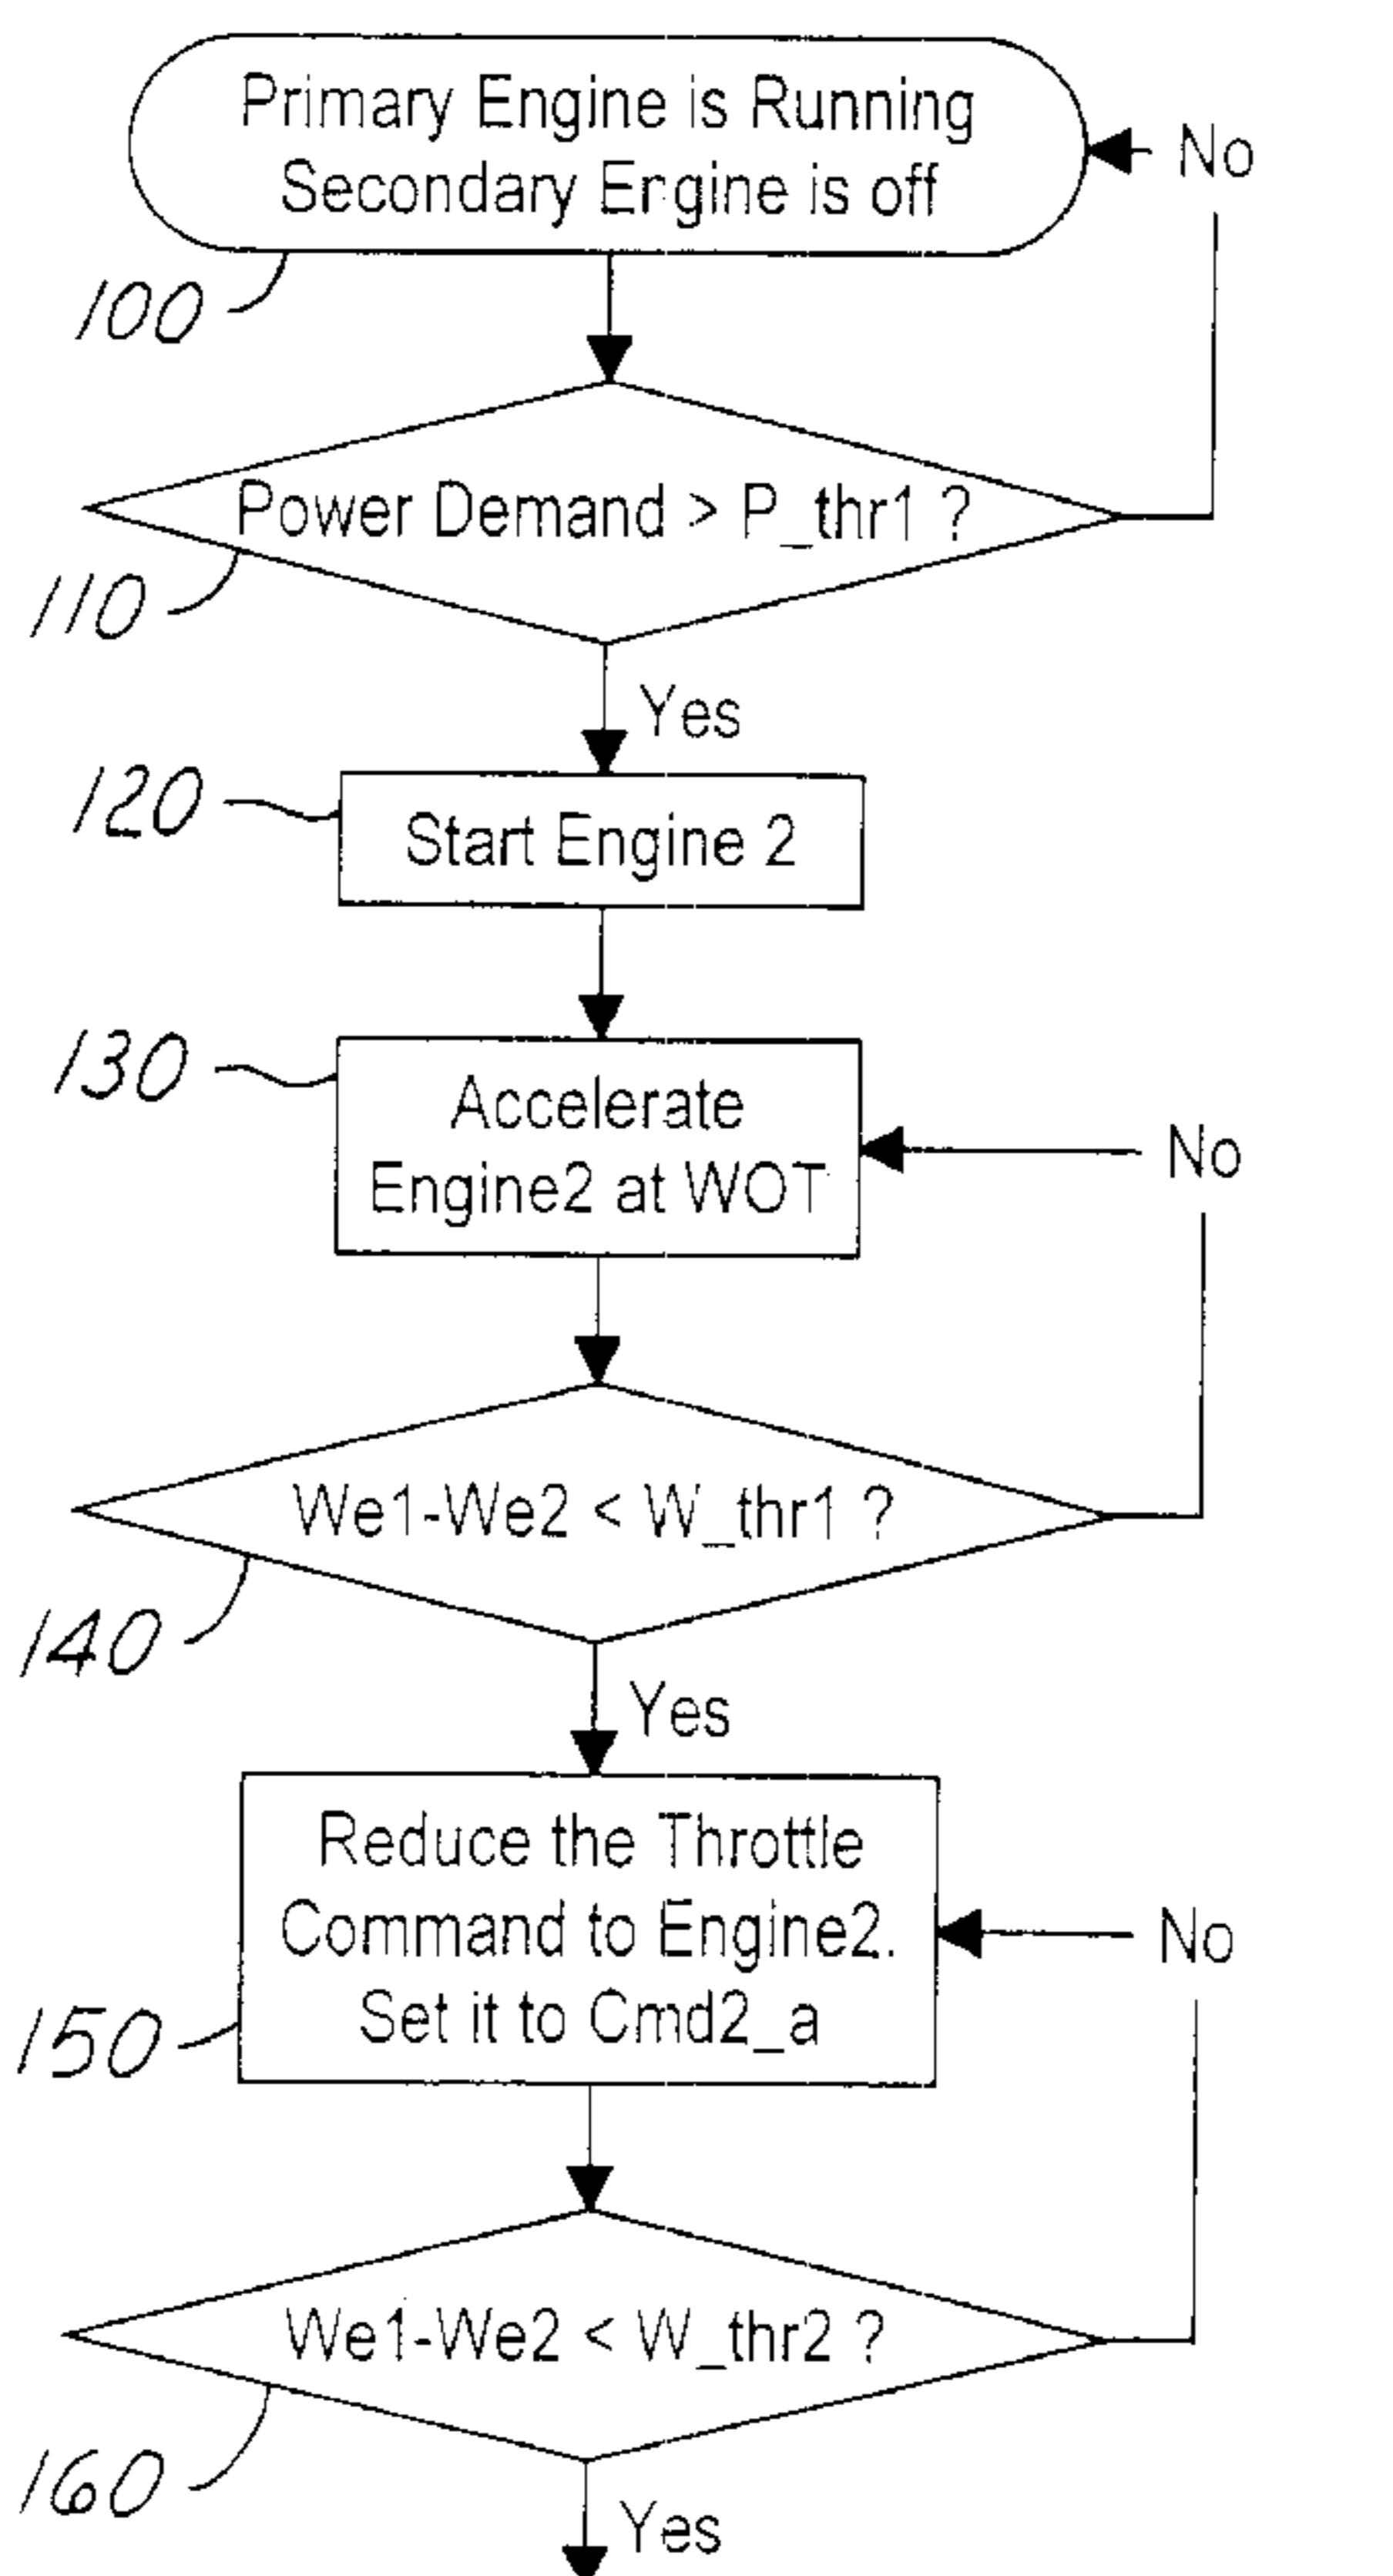 Primary Engine is Running
Secondary Engine is off
No
100
Power Demand > P_thr1 ?
110
Yes
120
Start Engine 2
130
Accelerate
Engine2 at WOT
No
We1-We2 < W_thr1 ?
140
Yes
Reduce the Throttle
Command to Engine2.
Set it to Cmd2_a
No
150
We1-We2 < W_thr2 ?
160
Yes